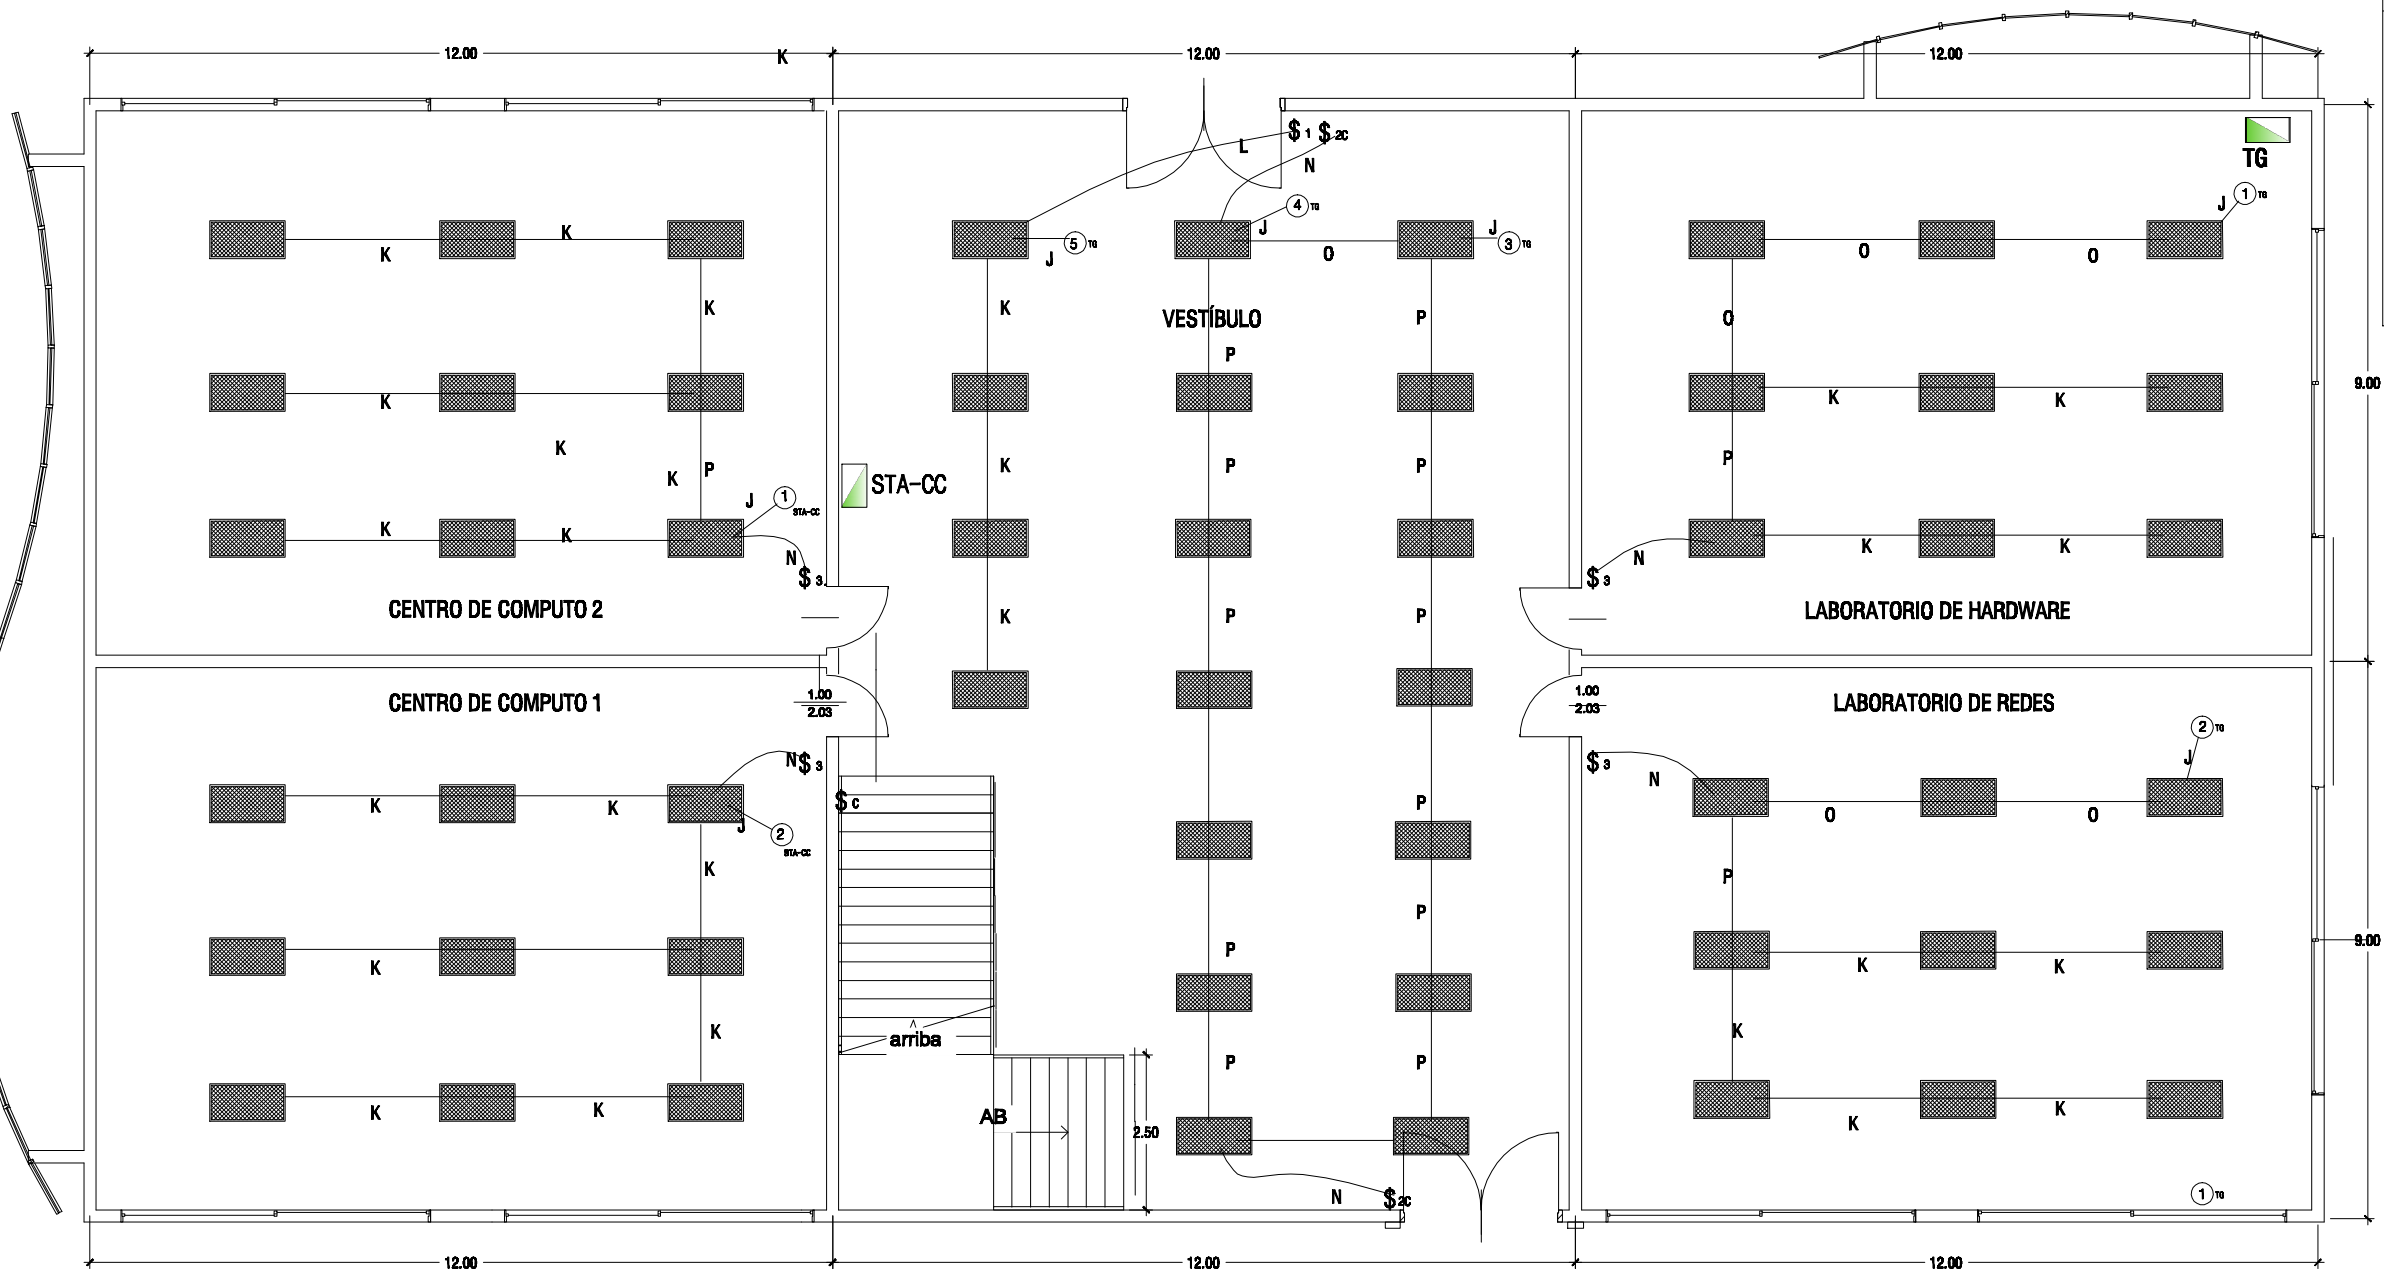 12.00 K 12.00 12.00
$ 1 $ 2C
L
N
TG
4 TG
J
1 TG
J
K K
5 TG
J
J
3 TG
O
O O
K K P O
VESTÍBULO
P
9.00
K K K
K K P K P P P
STA-CC
J 1 STA-CC
K K
N $ 3
N $ 3
K K
CENTRO DE COMPUTO 2
K P P
LABORATORIO DE HARDWARE
CENTRO DE COMPUTO 1
1.00
2.03
1.00
2.03
LABORATORIO DE REDES
2 TG
J
N $ 3
$ 3
N
K K
$ C
P
O O
J 2 STA-CC
K P
P
K
P
K K
K K
arriba
P P
K K
AB
2.50
K K
K K
N $ 2C
1 TG
9.00
12.00 12.00 12.00